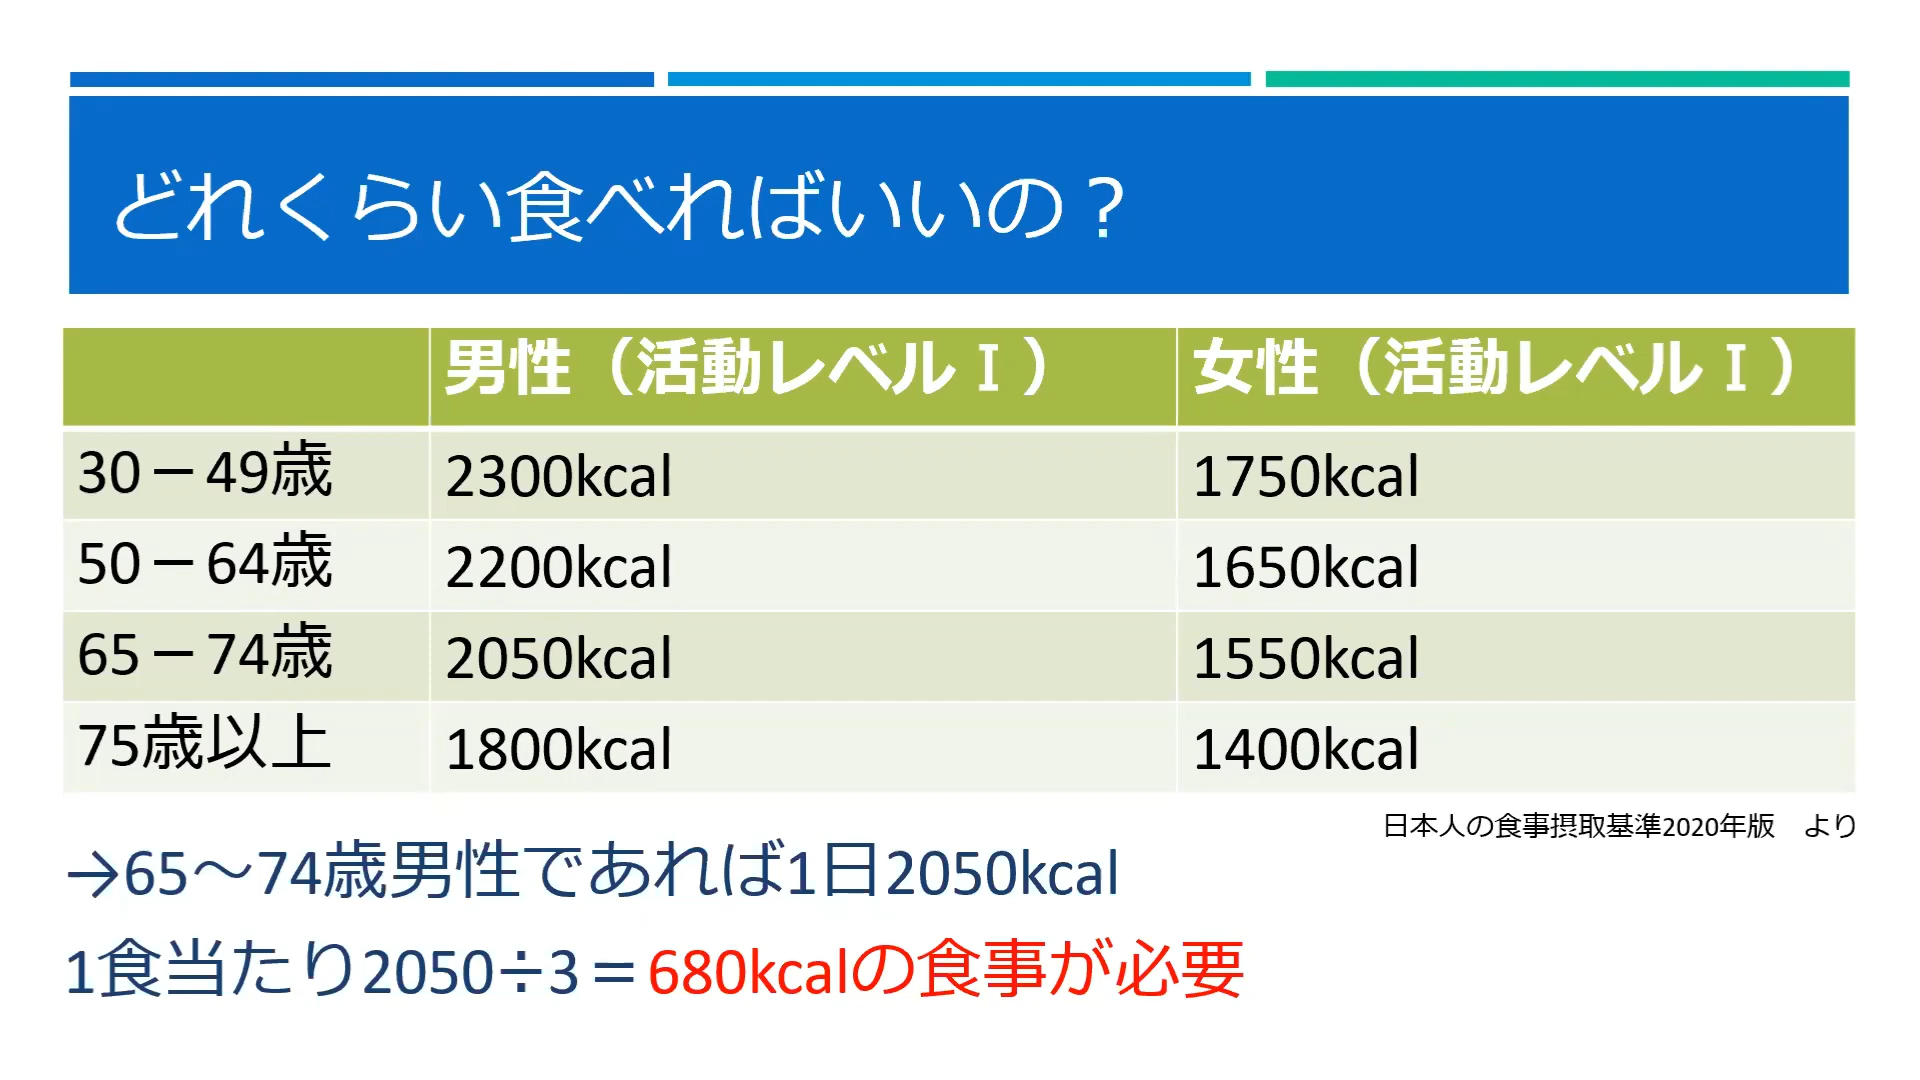 どれくらい食べればいいの？
男性（活動レベルⅠ） 女性（活動レベルⅠ）
30－49歳 2300kcal 1750kcal
50－64歳 2200kcal 1650kcal
65－74歳 2050kcal 1550kcal
75歳以上 1800kcal 1400kcal
日本人の食事摂取基準2020年版　より
→65～74歳男性であれば1日2050kcal
1食当たり2050÷3＝680kcalの食事が必要